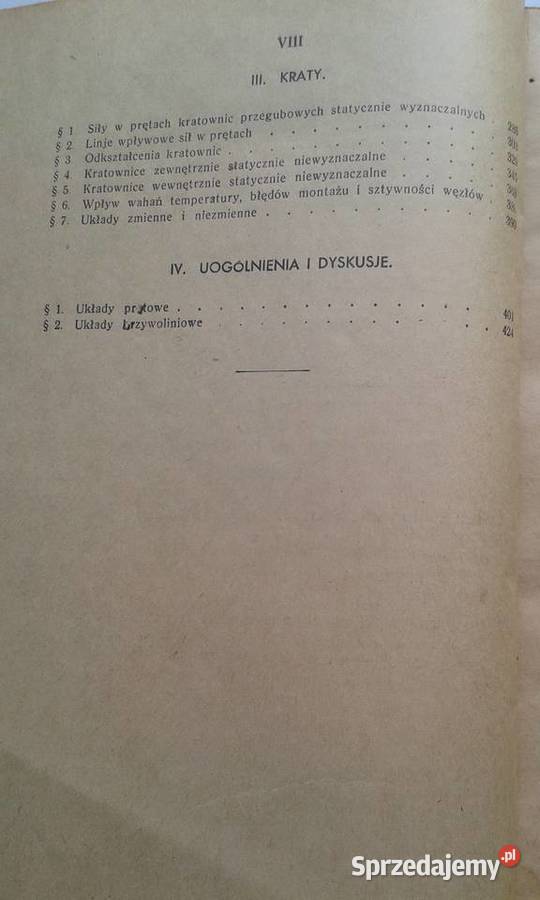 VIII
III. KRATY.
§ 1 Siły w prętach kratownic przegubowych statycznie wyznaczalnych .
§ 2 Linje wpływowe sił w prętach . . . . . . . . . .
§ 3 Odkształcenia kratownic . . . . . . . . . . .
§ 4. Kratownice zewnętrznie statycznie niewyznaczalne . . . .
§ 5. Kratownice wewnętrznie statycznie niewyznaczalne . . . .
§ 6. Wpływ wahań temperatury, błędów montażu i sztywności węzłów .
§ 7. Układy zmienne i niezmienne . . . . . . . . . . 390
IV. UOGÓLNIENIA I DYSKUSJE.
§ 1. Układy prętowe . . . . . . . . . . . . . . 401
§ 2. Układy krzywoliniowe . . . . . . . . . . . . . 424
Sprzedajemy.pl